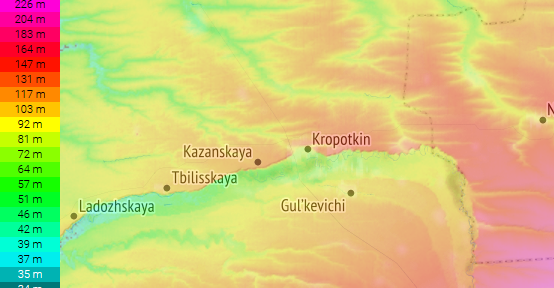 226 m
204 m
183 m
164 m
147 m
131 m
117 m
103 m
92 m
81 m
72 m
64 m
57 m
51 m
46 m
42 m
39 m
37 m
35 m
34 m
Kropotkin
Kazanskaya
Tbilisskaya
Ladozhskaya
Gul'kevichi
N